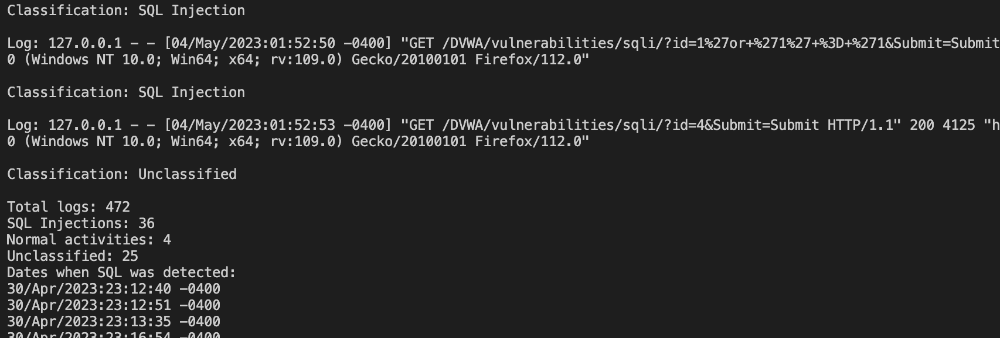 Classification: SQL Injection
Log: 127.0.0.1 - - [04/May/2023:01:52:50 -0400] "GET /DVWA/vulnerabilities/sqli/?id=1%27or+%271%27+%3D+%271&Submit=Submit
0 (Windows NT 10.0; Win64; x64; rv:109.0) Gecko/20100101 Firefox/112.0"
Classification: SQL Injection
Log: 127.0.0.1 - - [04/May/2023:01:52:53 -0400] "GET /DVWA/vulnerabilities/sqli/?id=4&Submit=Submit HTTP/1.1" 200 4125 "h
0 (Windows NT 10.0; Win64; x64; rv:109.0) Gecko/20100101 Firefox/112.0"
Classification: Unclassified
Total logs: 472
SQL Injections: 36
Normal activities: 4
Unclassified: 25
Dates when SQL was detected:
30/Apr/2023:23:12:40 -0400
30/Apr/2023:23:12:51 -0400
30/Apr/2023:23:13:35 -0400
30/Apr/2023:23:16:54 -0400